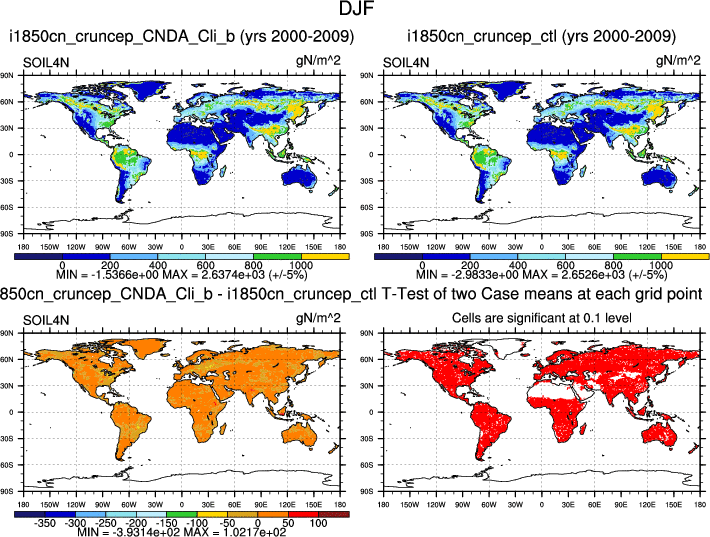 DJF
i1850cn_cruncep_CNDA_Cli_b (yrs 2000-2009)
SOIL4N gN/m^2
90N
60N
30N
0
30S
60S
90S
180 150W 120W 90W 60W 30W 0 30E 60E 90E 120E 150E 180
0 200 400 600 800 1000
MIN = -1.5366e+00 MAX = 2.6374e+03 (+/-5%)
i1850cn_cruncep_ctl (yrs 2000-2009)
SOIL4N gN/m^2
90N
60N
30N
0
30S
60S
90S
180 150W 120W 90W 60W 30W 0 30E 60E 90E 120E 150E 180
0 200 400 600 800 1000
MIN = -2.9833e+00 MAX = 2.6526e+03 (+/-5%)
850cn_cruncep_CNDA_Cli_b - i1850cn_cruncep_ctl
SOIL4N gN/m^2
90N
60N
30N
0
30S
60S
90S
180 150W 120W 90W 60W 30W 0 30E 60E 90E 120E 150E 180
-350 -300 -250 -200 -150 -100 -50 0 50 100
MIN = -3.9314e+02 MAX = 1.0217e+02
T-Test of two Case means at each grid point
Cells are significant at 0.1 level
90N
60N
30N
0
30S
60S
90S
180 150W 120W 90W 60W 30W 0 30E 60E 90E 120E 150E 180